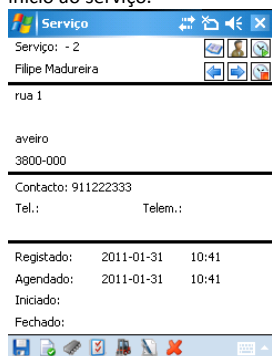 início do serviço.
Serviço
Serviço: - 2
Filipe Madureira
rua 1
aveiro
3800-000
Contacto: 911222333
Tel.: Telem.:
Registado: 2011-01-31 10:41
Agendado: 2011-01-31 10:41
Iniciado:
Fechado: